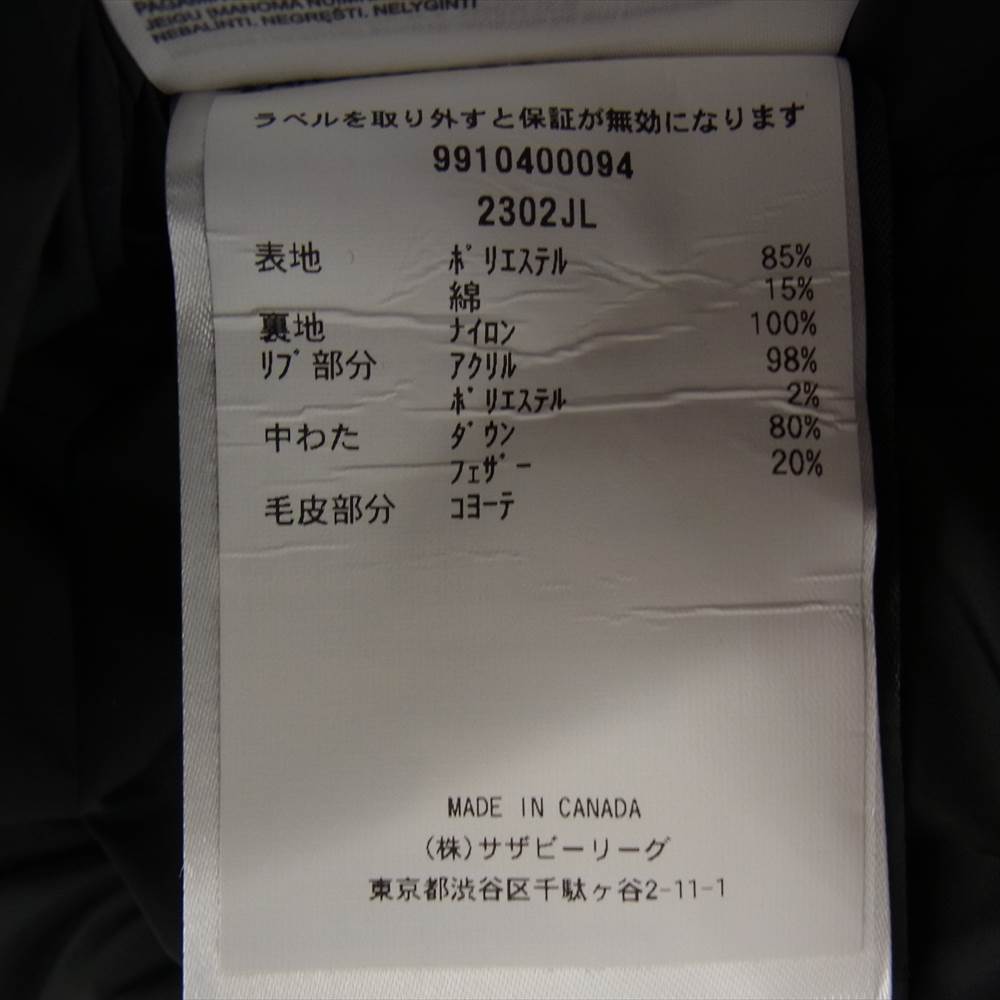 JEIGU ĮMANOMA
NEBALINTI, NEGRĘŠTI, NELYGINTI
ラベルを取り外すと保証が無効になります
9910400094
2302JL
表地 ポリエステル 85%
綿 15%
裏地 ナイロン 100%
リブ部分 アクリル 98%
ポリエステル 2%
中わた ダウン 80%
フェザー 20%
毛皮部分 コヨーテ
MADE IN CANADA
(株)サザビーリーグ
東京都渋谷区千駄ヶ谷2-11-1